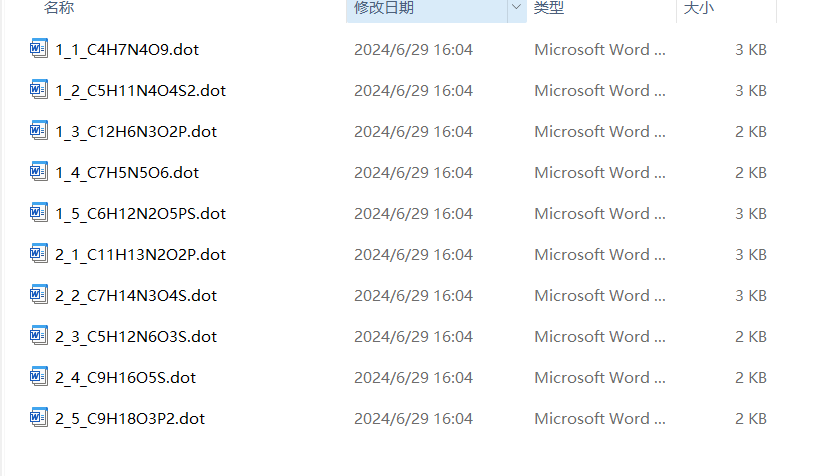 名称 修改日期 类型 大小
1_1_C4H7N4O9.dot 2024/6/29 16:04 Microsoft Word ... 3 KB
1_2_C5H11N4O4S2.dot 2024/6/29 16:04 Microsoft Word ... 3 KB
1_3_C12H6N3O2P.dot 2024/6/29 16:04 Microsoft Word ... 2 KB
1_4_C7H5N5O6.dot 2024/6/29 16:04 Microsoft Word ... 2 KB
1_5_C6H12N2O5PS.dot 2024/6/29 16:04 Microsoft Word ... 3 KB
2_1_C11H13N2O2P.dot 2024/6/29 16:04 Microsoft Word ... 3 KB
2_2_C7H14N3O4S.dot 2024/6/29 16:04 Microsoft Word ... 3 KB
2_3_C5H12N6O3S.dot 2024/6/29 16:04 Microsoft Word ... 2 KB
2_4_C9H16O5S.dot 2024/6/29 16:04 Microsoft Word ... 2 KB
2_5_C9H18O3P2.dot 2024/6/29 16:04 Microsoft Word ... 2 KB